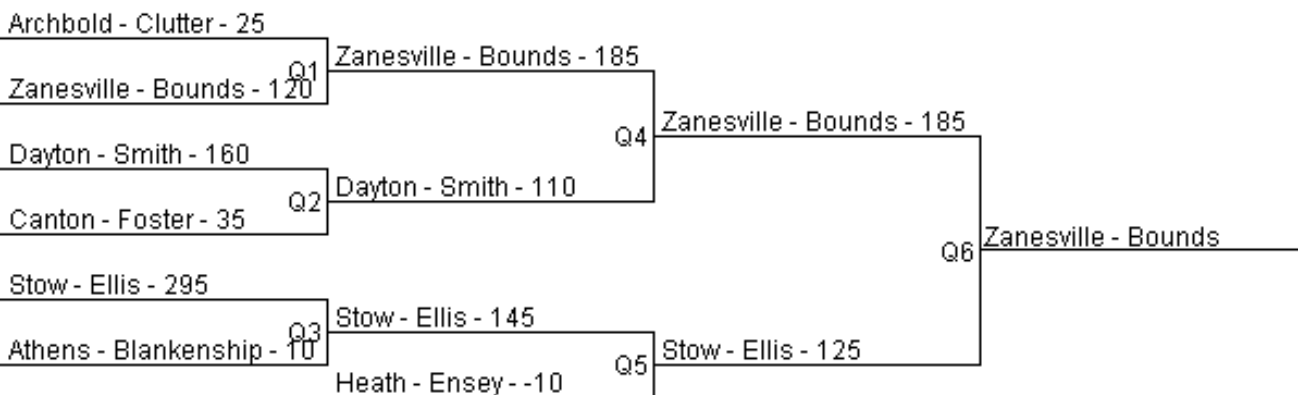 Archbold - Clutter - 25
Q1
Zanesville - Bounds - 120
Zanesville - Bounds - 185
Dayton - Smith - 160
Q2
Canton - Foster - 35
Dayton - Smith - 110
Q4
Zanesville - Bounds - 185
Stow - Ellis - 295
Q3
Athens - Blankenship - 10
Stow - Ellis - 145
Heath - Ensey - -10
Q5
Stow - Ellis - 125
Q6
Zanesville - Bounds